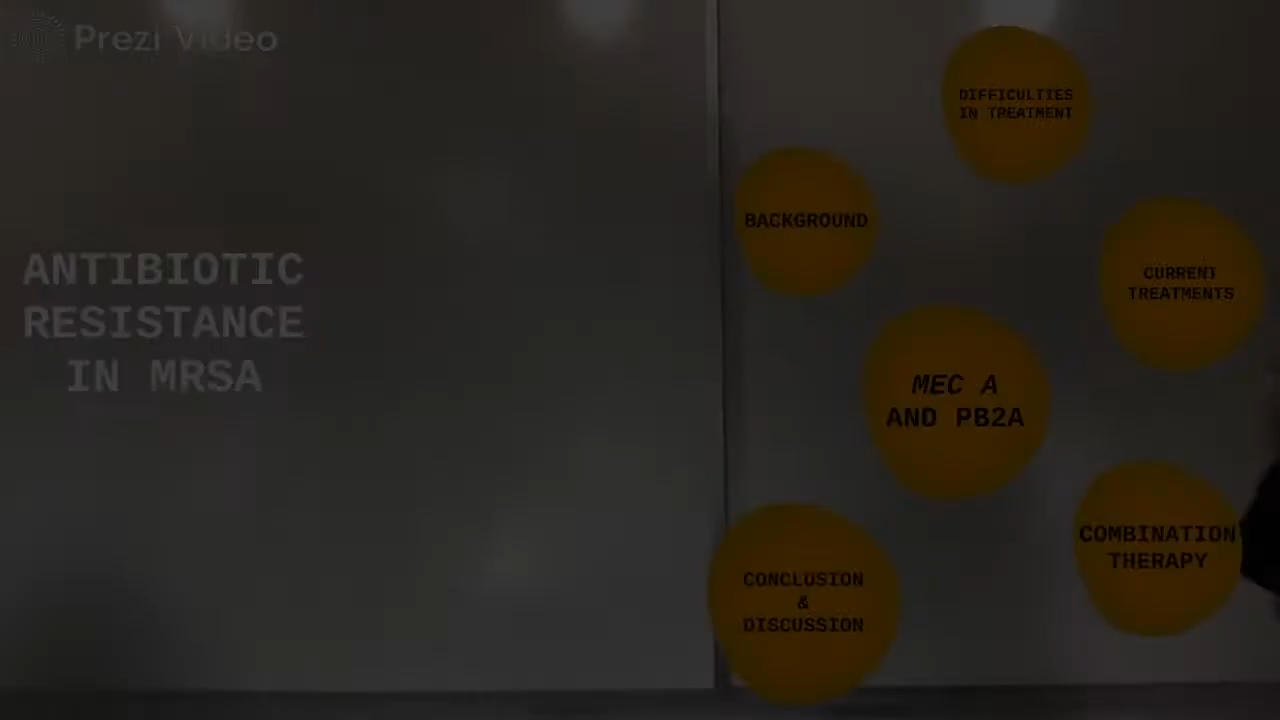 Prezi Video
ANTIBIOTIC
RESISTANCE
IN MRSA
DIFFICULTIES
IN TREATMENT
BACKGROUND
CURRENT
TREATMENTS
MEC A
AND PB2A
COMBINATION
THERAPY
CONCLUSION
&
DISCUSSION